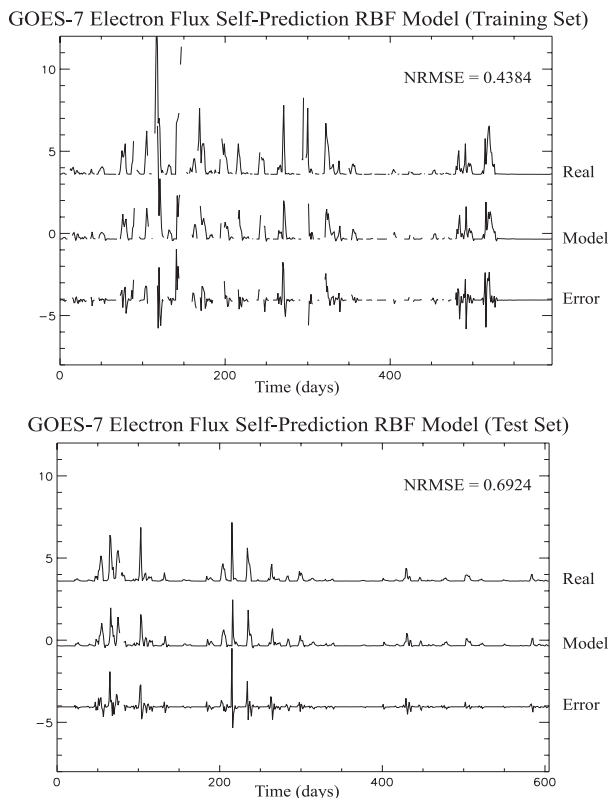 GOES-7 Electron Flux Self-Prediction RBF Model (Training Set)
NRMSE = 0.4384
10
5
0
−5
Real
Model
Error
0 200 400
Time (days)
GOES-7 Electron Flux Self-Prediction RBF Model (Test Set)
NRMSE = 0.6924
10
5
0
−5
Real
Model
Error
0 200 400 600
Time (days)